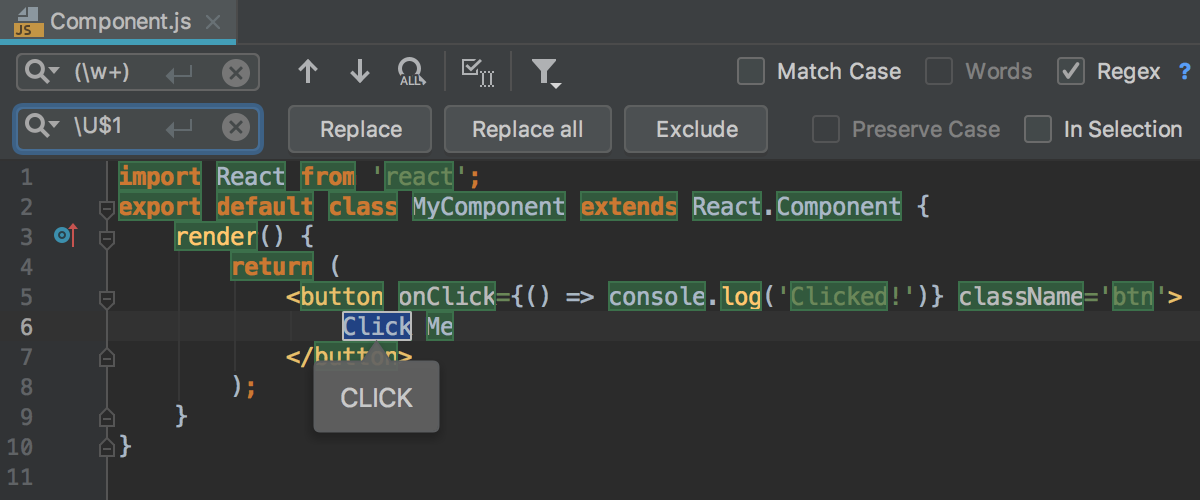 JS Component.js
(\w+) ALL Match Case Words Regex ?
\U$1 Replace Replace all Exclude Preserve Case In Selection
1 import React from 'react';
2 export default class MyComponent extends React.Component {
3 render() {
4 return (
5 <button onClick={() => console.log('Clicked!')} className='btn'>
6 Click Me
7 </button>
CLICK
8 );
9 }
10 }
11